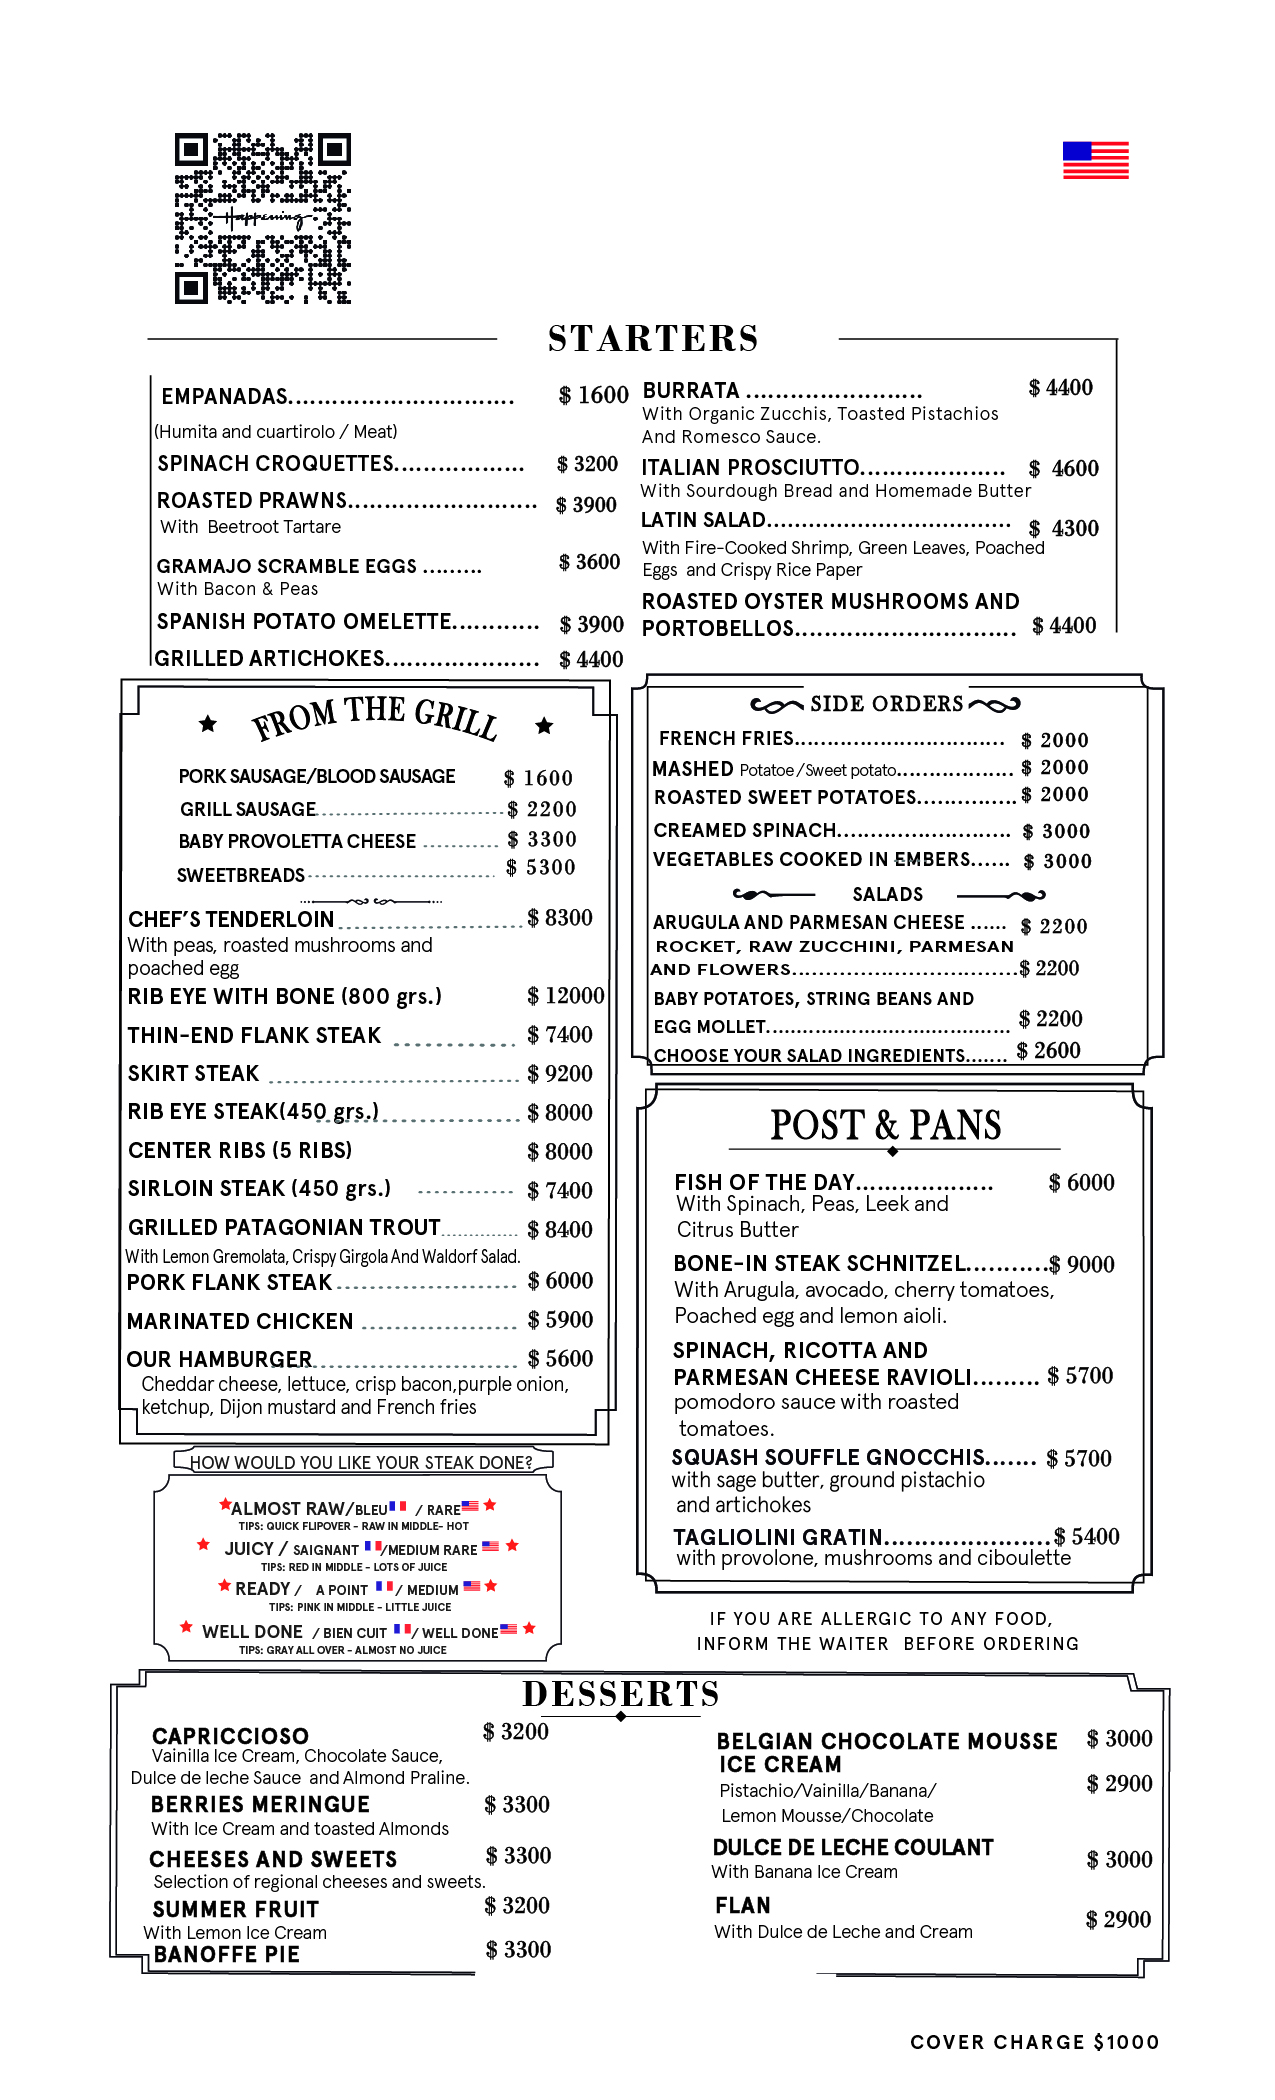 Happening
STARTERS
EMPANADAS............................... $ 1600
(Humita and cuartirolo / Meat)
SPINACH CROQUETTES.................. $ 3200
ROASTED PRAWNS.......................... $ 3900
With Beetroot Tartare
GRAMAJO SCRAMBLE EGGS ......... $ 3600
With Bacon & Peas
SPANISH POTATO OMELETTE............ $ 3900
GRILLED ARTICHOKES..................... $ 4400
BURRATA ........................ $ 4400
With Organic Zucchis, Toasted Pistachios
And Romesco Sauce.
ITALIAN PROSCIUTTO.................... $ 4600
With Sourdough Bread and Homemade Butter
LATIN SALAD................................... $ 4300
With Fire-Cooked Shrimp, Green Leaves, Poached
Eggs and Crispy Rice Paper
ROASTED OYSTER MUSHROOMS AND
PORTOBELLOS.............................. $ 4400
FROM THE GRILL
PORK SAUSAGE/BLOOD SAUSAGE $ 1600
GRILL SAUSAGE $ 2200
BABY PROVOLETTA CHEESE $ 3300
SWEETBREADS $ 5300
CHEF'S TENDERLOIN $ 8300
With peas, roasted mushrooms and
poached egg
RIB EYE WITH BONE (800 grs.) $ 12000
THIN-END FLANK STEAK $ 7400
SKIRT STEAK $ 9200
RIB EYE STEAK(450 grs.) $ 8000
CENTER RIBS (5 RIBS) $ 8000
SIRLOIN STEAK (450 grs.) $ 7400
GRILLED PATAGONIAN TROUT $ 8400
With Lemon Gremolata, Crispy Girgola And Waldorf Salad.
PORK FLANK STEAK $ 6000
MARINATED CHICKEN $ 5900
OUR HAMBURGER $ 5600
Cheddar cheese, lettuce, crisp bacon,purple onion,
ketchup, Dijon mustard and French fries
HOW WOULD YOU LIKE YOUR STEAK DONE?
ALMOST RAW/BLEU / RARE
TIPS: QUICK FLIPOVER - RAW IN MIDDLE- HOT
JUICY / SAIGNANT /MEDIUM RARE
TIPS: RED IN MIDDLE - LOTS OF JUICE
READY / A POINT / MEDIUM
TIPS: PINK IN MIDDLE - LITTLE JUICE
WELL DONE / BIEN CUIT / WELL DONE
TIPS: GRAY ALL OVER - ALMOST NO JUICE
SIDE ORDERS
FRENCH FRIES.............................. $ 2000
MASHED Potatoe /Sweet potato.................. $ 2000
ROASTED SWEET POTATOES.............. $ 2000
CREAMED SPINACH......................... $ 3000
VEGETABLES COOKED IN EMBERS...... $ 3000
SALADS
ARUGULA AND PARMESAN CHEESE ...... $ 2200
ROCKET, RAW ZUCCHINI, PARMESAN
AND FLOWERS.................................. $ 2200
BABY POTATOES, STRING BEANS AND
EGG MOLLET..................................... $ 2200
CHOOSE YOUR SALAD INGREDIENTS....... $ 2600
POST & PANS
FISH OF THE DAY.................. $ 6000
With Spinach, Peas, Leek and
Citrus Butter
BONE-IN STEAK SCHNITZEL.......... $ 9000
With Arugula, avocado, cherry tomatoes,
Poached egg and lemon aioli.
SPINACH, RICOTTA AND
PARMESAN CHEESE RAVIOLI......... $ 5700
pomodoro sauce with roasted
tomatoes.
SQUASH SOUFFLE GNOCCHIS....... $ 5700
with sage butter, ground pistachio
and artichokes
TAGLIOLINI GRATIN...................... $ 5400
with provolone, mushrooms and ciboulette
IF YOU ARE ALLERGIC TO ANY FOOD,
INFORM THE WAITER BEFORE ORDERING
DESSERTS
CAPRICCIOSO $ 3200
Vainilla Ice Cream, Chocolate Sauce,
Dulce de leche Sauce and Almond Praline.
BERRIES MERINGUE $ 3300
With Ice Cream and toasted Almonds
CHEESES AND SWEETS $ 3300
Selection of regional cheeses and sweets.
SUMMER FRUIT $ 3200
With Lemon Ice Cream
BANOFFE PIE $ 3300
BELGIAN CHOCOLATE MOUSSE $ 3000
ICE CREAM $ 2900
Pistachio/Vainilla/Banana/
Lemon Mousse/Chocolate
DULCE DE LECHE COULANT $ 3000
With Banana Ice Cream
FLAN $ 2900
With Dulce de Leche and Cream
COVER CHARGE $1000